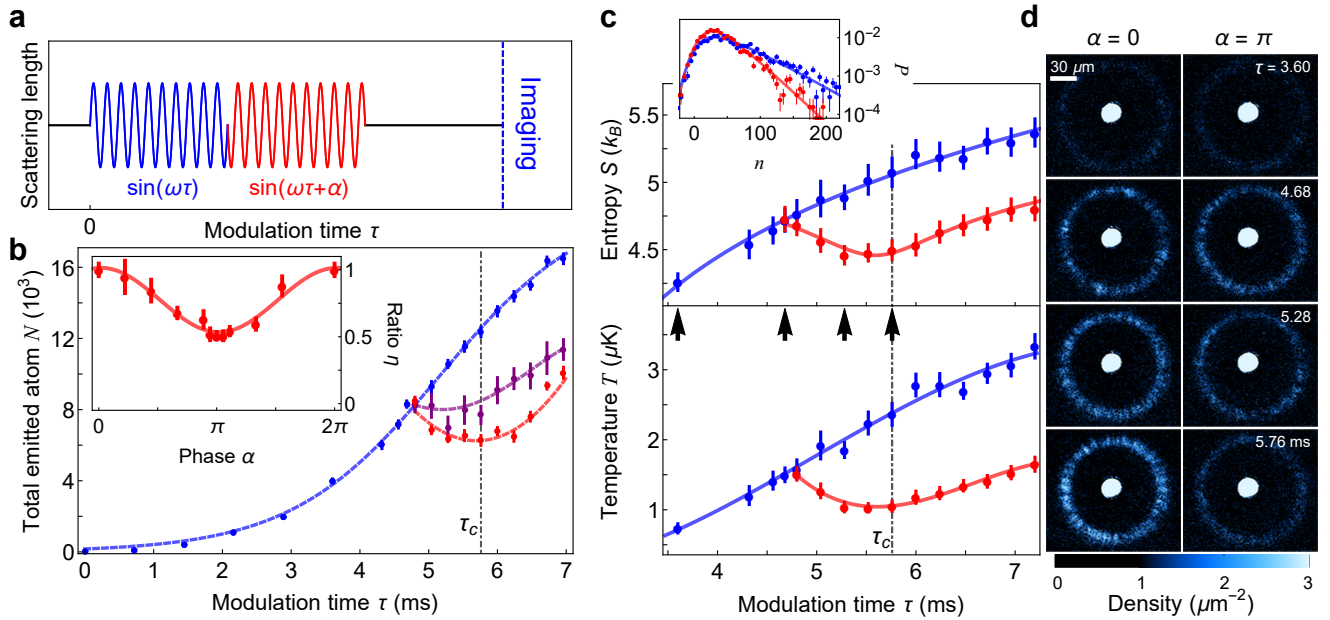 a
Scattering length
sin(ωτ)
sin(ωτ+α)
Imaging
0
Modulation time τ
b
Total emitted atom N (10³)
16
12
8
4
0
0
1
2
3
4
5
6
7
Modulation time τ (ms)
τc
1
0.5
0
Ratio η
0
π
2π
Phase α
c
10⁻²
10⁻³
10⁻⁴
P
0
100
200
n
Entropy S (kB)
5.5
5
4.5
Temperature T (μK)
3
2
1
τc
4
5
6
7
Modulation time τ (ms)
d
α = 0
α = π
30 μm
τ = 3.60
4.68
5.28
5.76 ms
0
1
2
3
Density (μm⁻²)